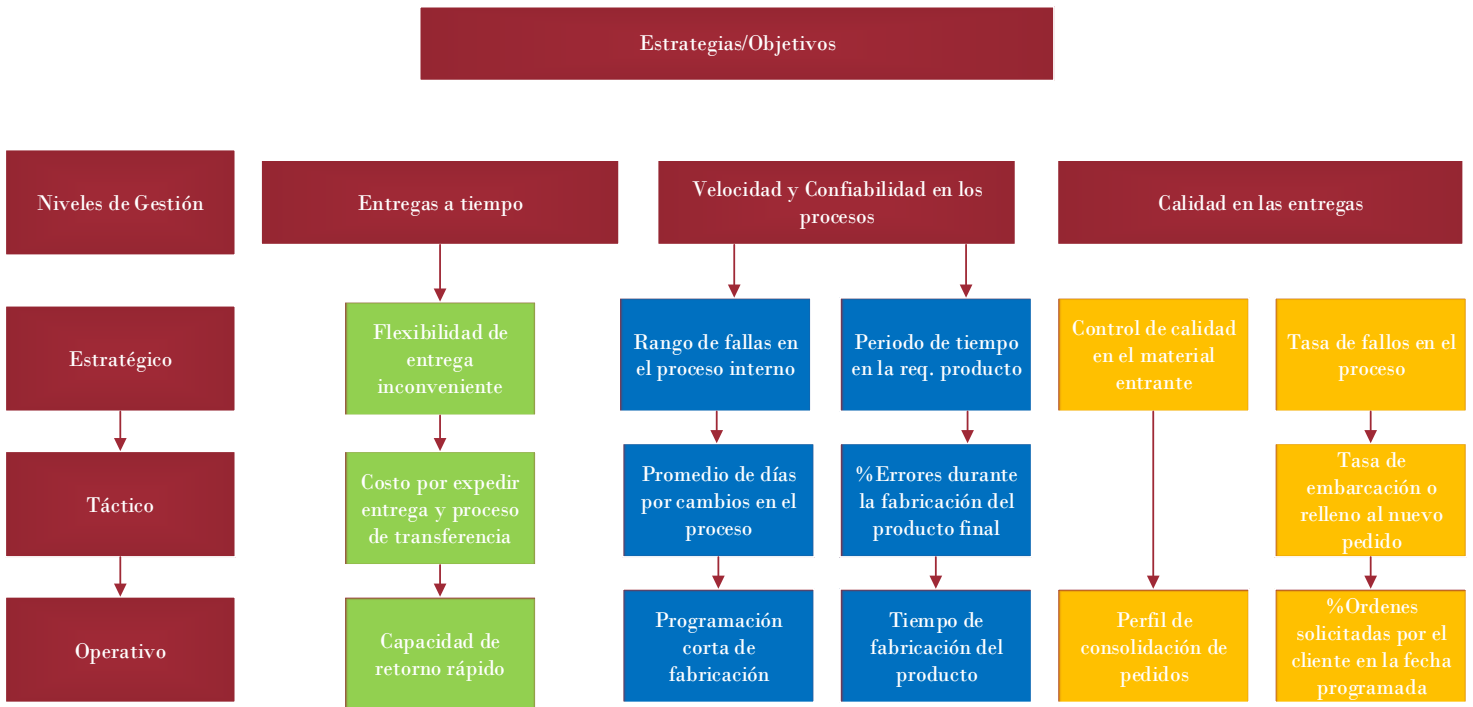 Estrategias/Objetivos
Niveles de Gestión
Entregas a tiempo
Velocidad y Confiabilidad en los
procesos
Calidad en las entregas
Estratégico
Flexibilidad de
entrega
inconveniente
Rango de fallas en
el proceso interno
Periodo de tiempo
en la req. producto
Control de calidad
en el material
entrante
Tasa de fallos en el
proceso
Táctico
Costo por expedir
entrega y proceso
de transferencia
Promedio de días
por cambios en el
proceso
%Errores durante
la fabricación del
producto final
Tasa de
embarcación o
relleno al nuevo
pedido
Operativo
Capacidad de
retorno rápido
Programación
corta de
fabricación
Tiempo de
fabricación del
producto
Perfil de
consolidación de
pedidos
%Ordenes
solicitadas por el
cliente en la fecha
programada